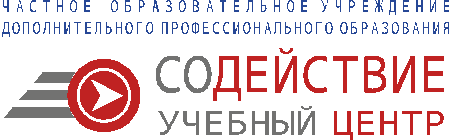 ЧАСТНОЕ ОБРАЗОВАТЕЛЬНОЕ УЧРЕЖДЕНИЕ
ДОПОЛНИТЕЛЬНОГО ПРОФЕССИОНАЛЬНОГО ОБРАЗОВАНИЯ
СОДЕЙСТВИЕ
УЧЕБНЫЙ ЦЕНТР